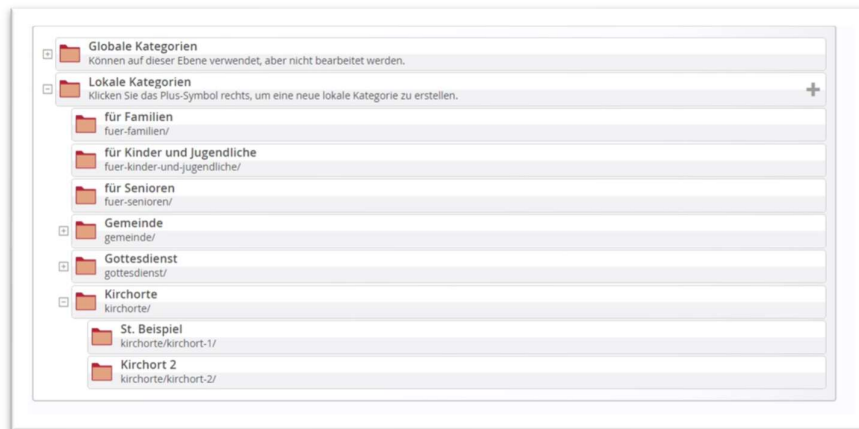 Globale Kategorien
Können auf dieser Ebene verwendet, aber nicht bearbeitet werden.
Lokale Kategorien
Klicken Sie das Plus-Symbol rechts, um eine neue lokale Kategorie zu erstellen.
für Familien
fuer-familien/
für Kinder und Jugendliche
fuer-kinder-und-jugendliche/
für Senioren
fuer-senioren/
Gemeinde
gemeinde/
Gottesdienst
gottesdienst/
Kirchorte
kirchorte/
St. Beispiel
kirchorte/kirchort-1/
Kirchort 2
kirchorte/kirchort-2/